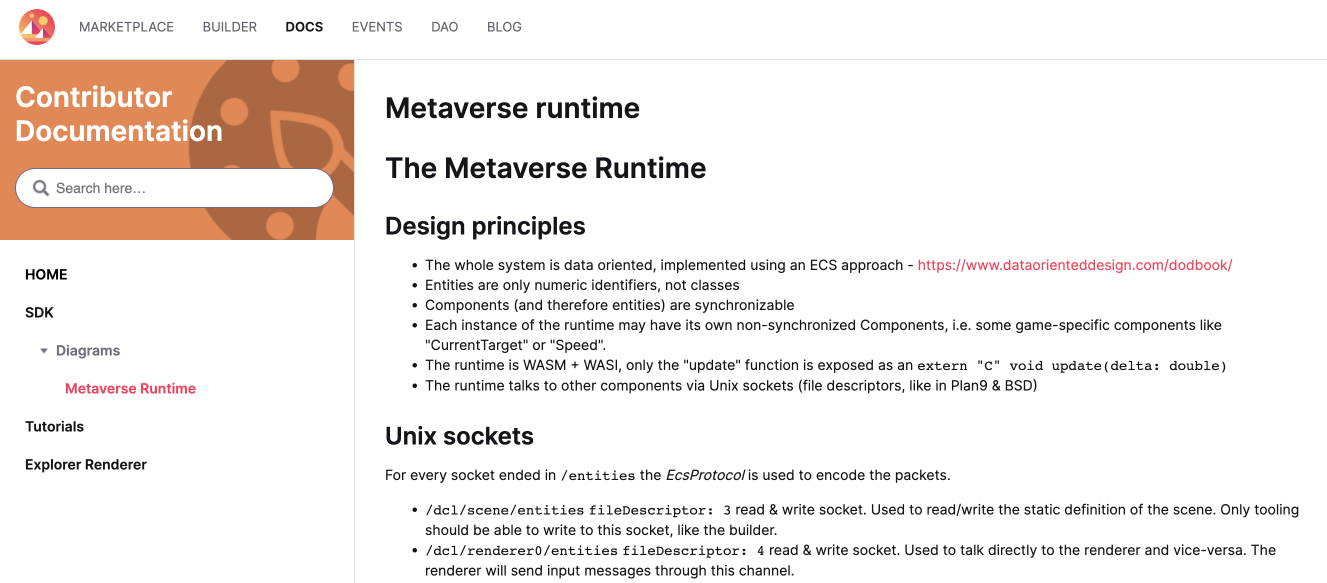 MARKETPLACE BUILDER DOCS EVENTS DAO BLOG
Contributor
Documentation
Search here...
HOME
SDK
Diagrams
Metaverse Runtime
Tutorials
Explorer Renderer
Metaverse runtime
The Metaverse Runtime
Design principles
• The whole system is data oriented, implemented using an ECS approach - https://www.dataorienteddesign.com/dodbook/
• Entities are only numeric identifiers, not classes
• Components (and therefore entities) are synchronizable
• Each instance of the runtime may have its own non-synchronized Components, i.e. some game-specific components like
"CurrentTarget" or "Speed".
• The runtime is WASM + WASI, only the "update" function is exposed as an extern "C" void update(delta: double)
• The runtime talks to other components via Unix sockets (file descriptors, like in Plan9 & BSD)
Unix sockets
For every socket ended in /entities the EcsProtocol is used to encode the packets.
• /dcl/scene/entities fileDescriptor: 3 read & write socket. Used to read/write the static definition of the scene. Only tooling
should be able to write to this socket, like the builder.
• /dcl/renderer0/entities fileDescriptor: 4 read & write socket. Used to talk directly to the renderer and vice-versa. The
renderer will send input messages through this channel.